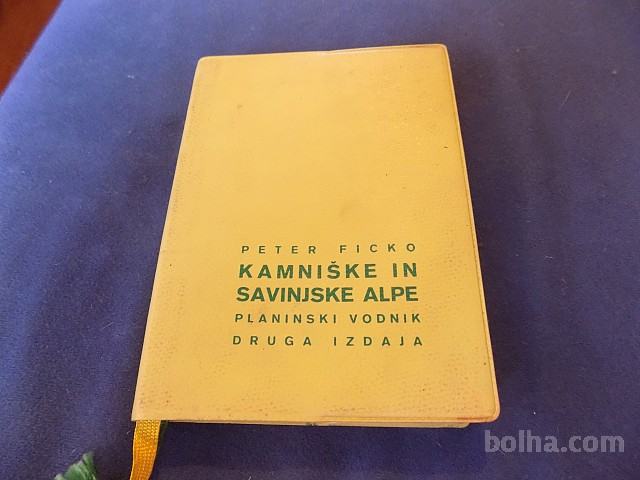 PETER FICKO
KAMNIŠKE IN
SAVINJSKE ALPE
PLANINSKI VODNIK
DRUGA IZDAJA
bolha.com